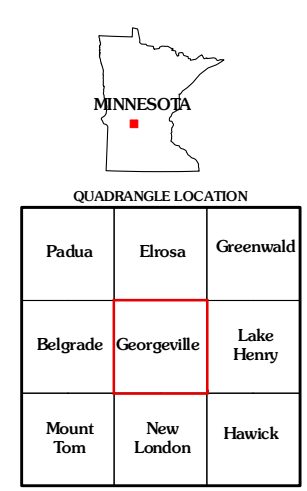 MINNESOTA
QUADRANGLE LOCATION
Padua
Elrosa
Greenwald
Belgrade
Georgeville
Lake
Henry
Mount
Tom
New
London
Hawick